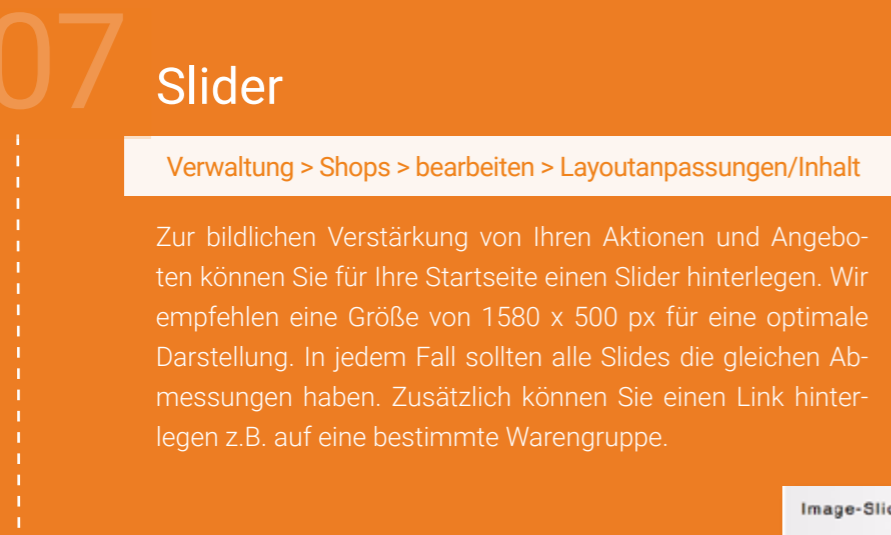 07
Slider
Verwaltung > Shops > bearbeiten > Layoutanpassungen/Inhalt
Zur bildlichen Verstärkung von Ihren Aktionen und Angebo-
ten können Sie für Ihre Startseite einen Slider hinterlegen. Wir
empfehlen eine Größe von 1580 x 500 px für eine optimale
Darstellung. In jedem Fall sollten alle Slides die gleichen Ab-
messungen haben. Zusätzlich können Sie einen Link hinter-
legen z.B. auf eine bestimmte Warengruppe.